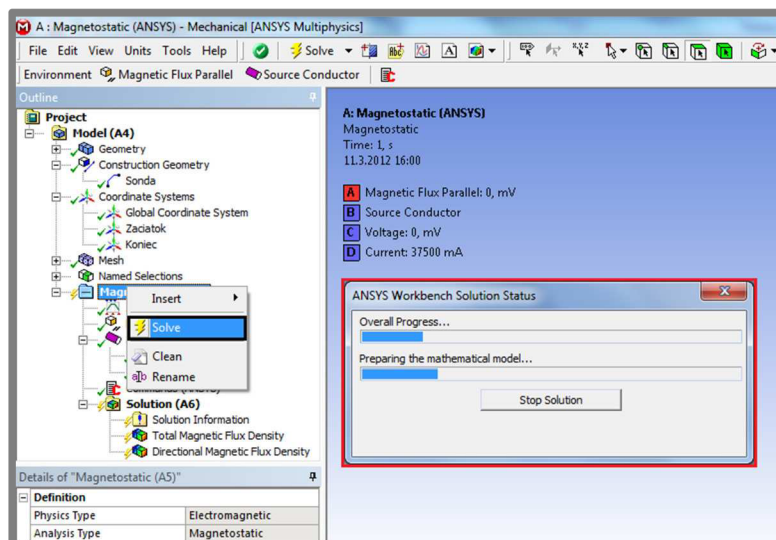 A : Magnetostatic (ANSYS) - Mechanical [ANSYS Multiphysics]
File Edit View Units Tools Help Solve
Environment Magnetic Flux Parallel Source Conductor
Outline
Project
Model (A4)
Geometry
Construction Geometry
Sonda
Coordinate Systems
Global Coordinate System
Zaciatok
Koniec
Mesh
Named Selections
Insert
Solve
Clean
Rename
Solution (A6)
Solution Information
Total Magnetic Flux Density
Directional Magnetic Flux Density
Details of "Magnetostatic (A5)"
Definition
Physics Type Electromagnetic
Analysis Type Magnetostatic
A: Magnetostatic (ANSYS)
Magnetostatic
Time: 1, s
11.3.2012 16:00
A Magnetic Flux Parallel: 0, mV
B Source Conductor
C Voltage: 0, mV
D Current: 37500 mA
ANSYS Workbench Solution Status
Overall Progress...
Preparing the mathematical model...
Stop Solution